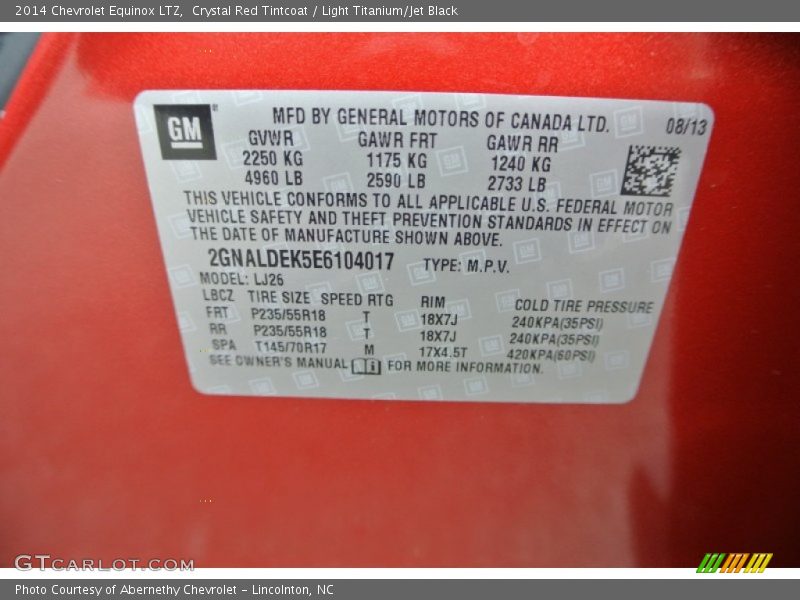 2014 Chevrolet Equinox LTZ, Crystal Red Tintcoat / Light Titanium/Jet Black
GM
MFD BY GENERAL MOTORS OF CANADA LTD. 08/13
GVWR GAWR FRT GAWR RR
2250 KG 1175 KG 1240 KG
4960 LB 2590 LB 2733 LB
THIS VEHICLE CONFORMS TO ALL APPLICABLE U.S. FEDERAL MOTOR
VEHICLE SAFETY AND THEFT PREVENTION STANDARDS IN EFFECT ON
THE DATE OF MANUFACTURE SHOWN ABOVE.
2GNALDEK5E6104017 TYPE: M.P.V.
MODEL: LJ26
LBCZ TIRE SIZE SPEED RTG RIM COLD TIRE PRESSURE
FRT P235/55R18 T 18X7J 240KPA(35PSI)
RR P235/55R18 T 18X7J 240KPA(35PSI)
SPA T145/70R17 M 17X4.5T 420KPA(60PSI)
SEE OWNER'S MANUAL FOR MORE INFORMATION.
GTCARLOT.COM
Photo Courtesy of Abernethy Chevrolet – Lincolnton, NC